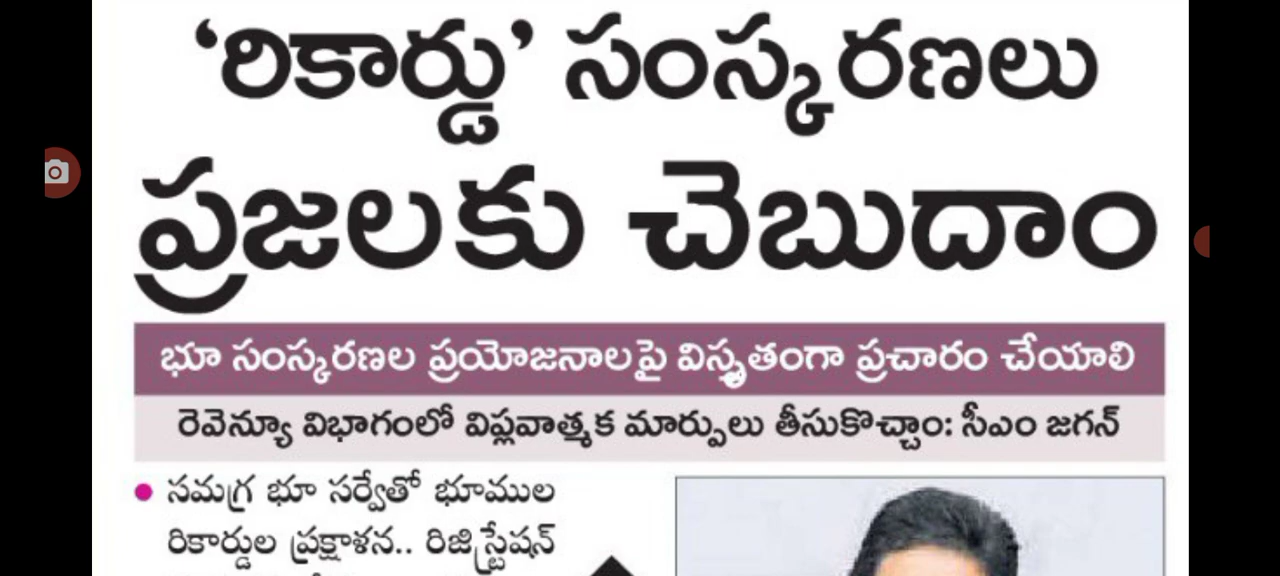 ‘రికార్డు’ సంస్కరణలు
ప్రజలకు చెబుదాం
భూ సంస్కరణల ప్రయోజనాలపై విస్తృతంగా ప్రచారం చేయాలి
రెవెన్యూ విభాగంలో విప్లవాత్మక మార్పులు తీసుకొచ్చాం: సీఎం జగన్
● సమగ్ర భూ సర్వేతో భూముల
రికార్డుల ప్రక్షాళన.. రిజిస్ట్రేషన్